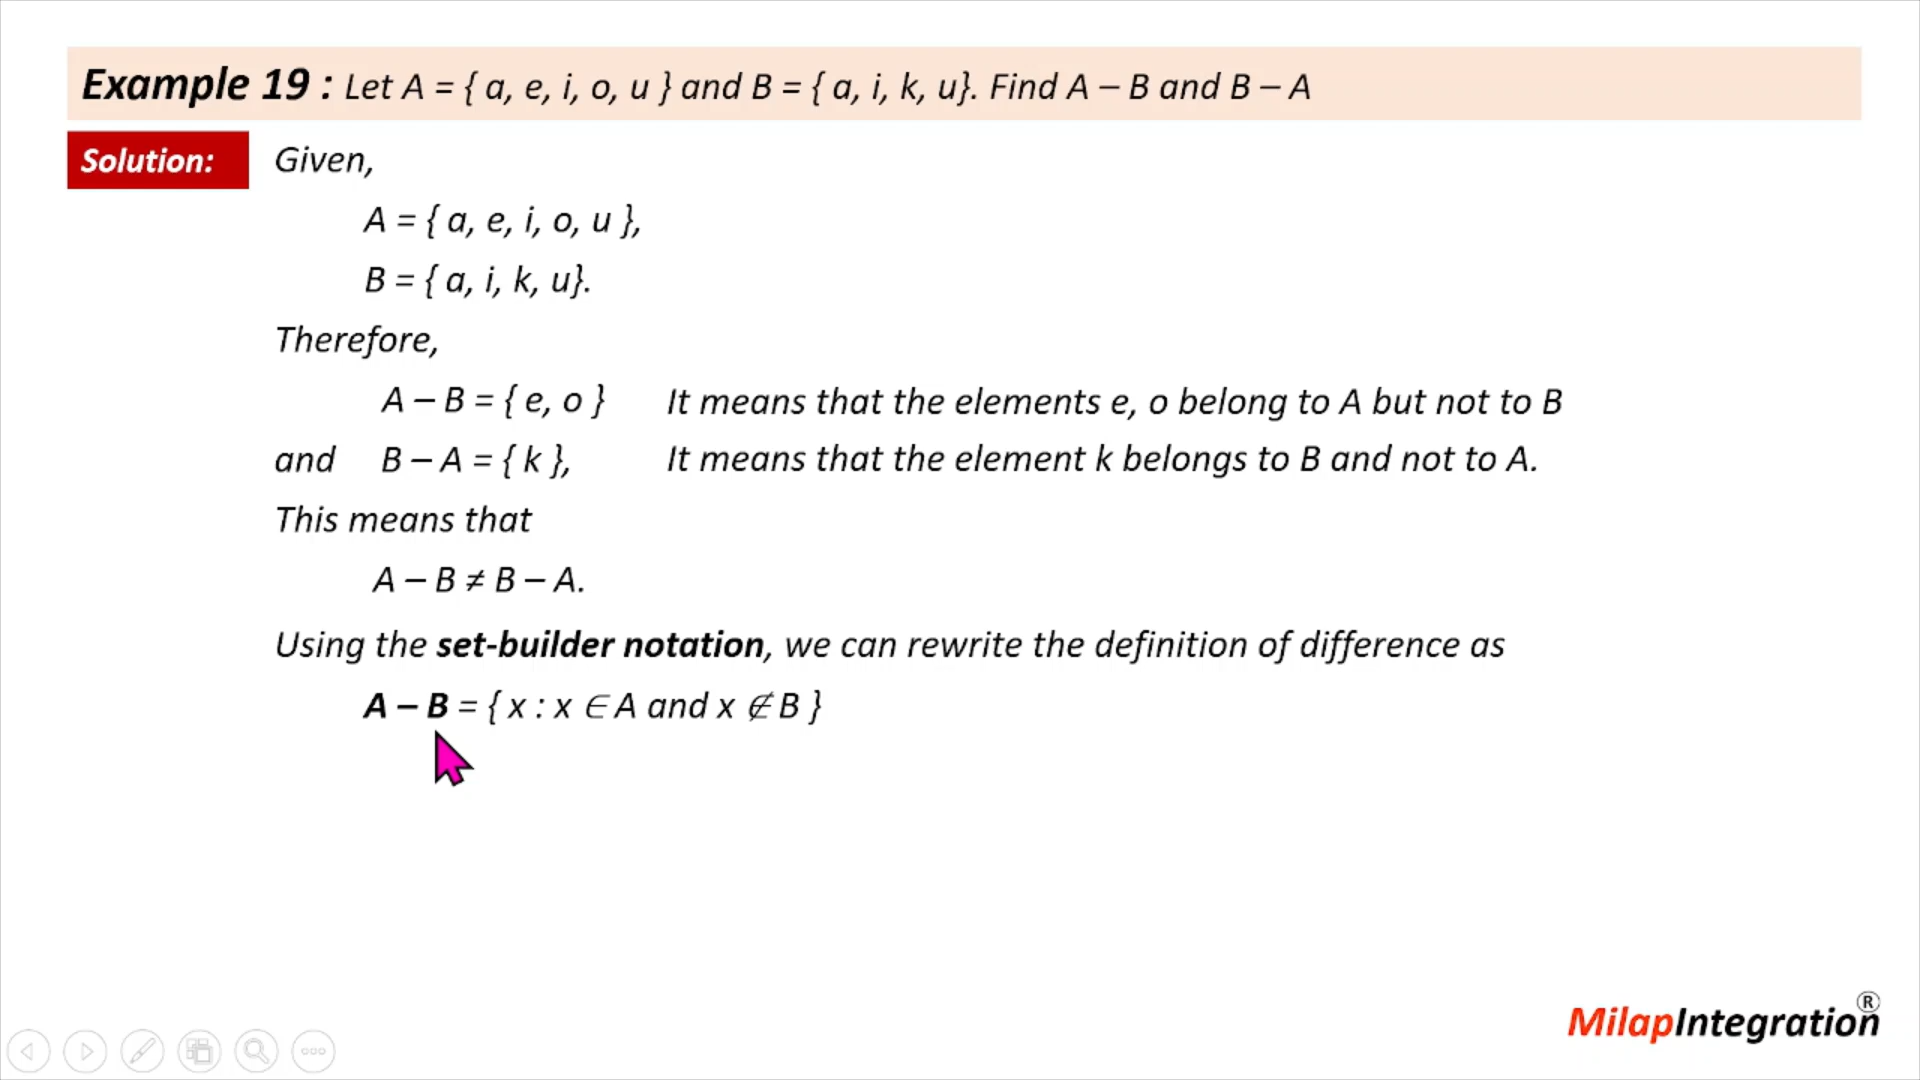 Example 19 : Let A = { a, e, i, o, u } and B = { a, i, k, u}. Find A – B and B – A
Solution: Given,
A = { a, e, i, o, u },
B = { a, i, k, u}.
Therefore,
A – B = { e, o } It means that the elements e, o belong to A but not to B
and B – A = { k }, It means that the element k belongs to B and not to A.
This means that
A – B ≠ B – A.
Using the set-builder notation, we can rewrite the definition of difference as
A – B = { x : x ∈ A and x ∉ B }
MilapIntegration®